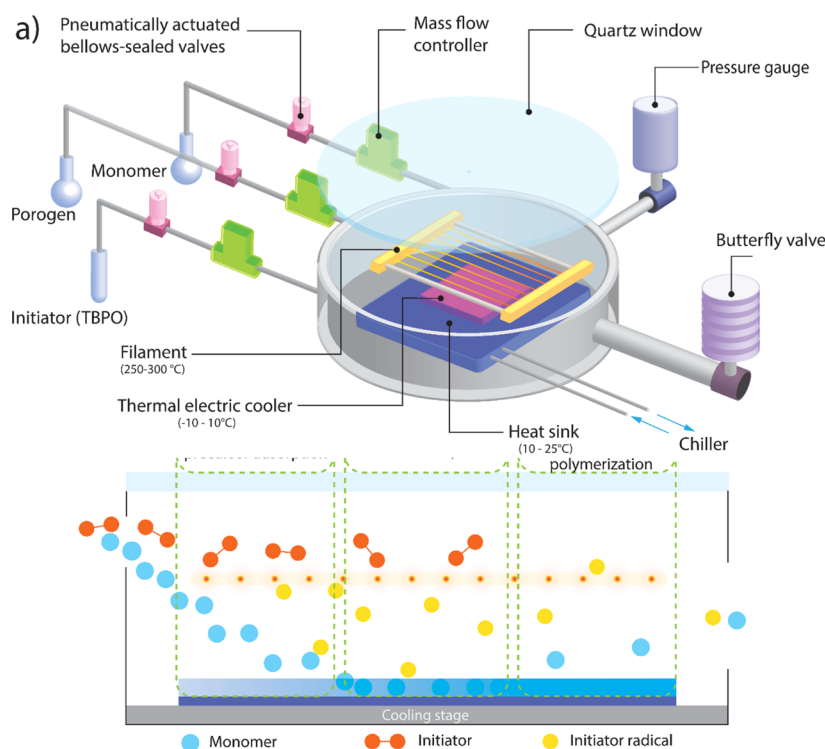 a)
Pneumatically actuated
bellows-sealed valves
Mass flow
controller
Quartz window
Pressure gauge
Monomer
Porogen
Butterfly valve
Initiator (TBPO)
Filament
(250-300 °C)
Thermal electric cooler
(-10 - 10°C)
Heat sink
(10 - 25°C)
Chiller
polymerization
Cooling stage
Monomer
Initiator
Initiator radical